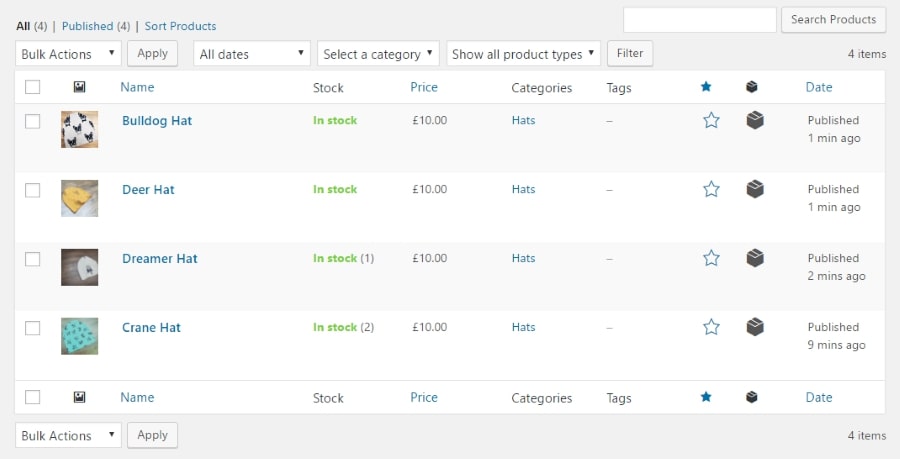 All (4) | Published (4) | Sort Products
Search Products
Bulk Actions Apply All dates Select a category Show all product types Filter 4 items
Name Stock Price Categories Tags Date
Bulldog Hat In stock £10.00 Hats – Published
1 min ago
Deer Hat In stock £10.00 Hats – Published
1 min ago
Dreamer Hat In stock (1) £10.00 Hats – Published
2 mins ago
Crane Hat In stock (2) £10.00 Hats – Published
9 mins ago
Name Stock Price Categories Tags Date
Bulk Actions Apply 4 items